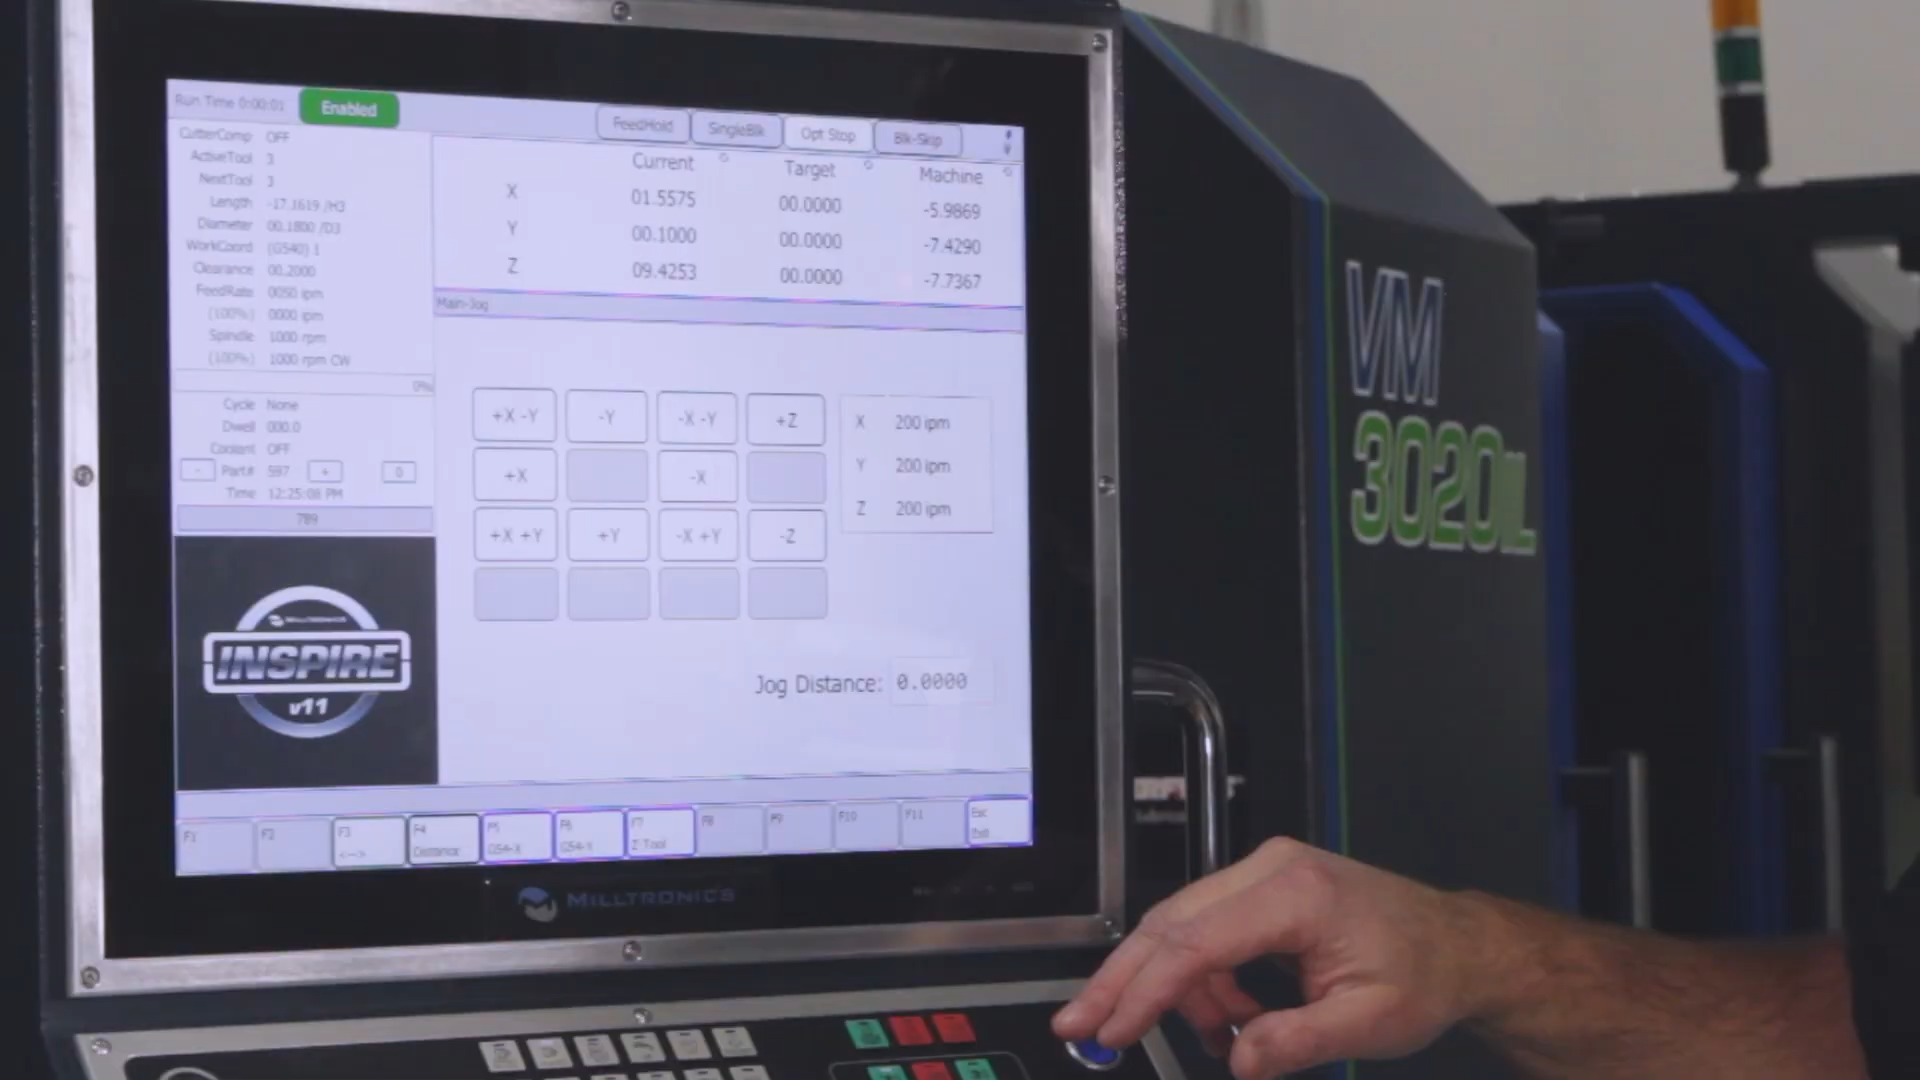 Run Time 0:00:01
Enabled
FeedHold
SingleBlk
Opt Stop
Blk-Skip
CutterComp OFF
ActiveTool 3
NextTool 3
Length -17.1619 /H3
Diameter 00.1800 /D3
WorkCoord (G540) 1
Clearance 00.2000
FeedRate 0050 ipm
(100%) 0000 ipm
Spindle 1000 rpm
(100%) 1000 rpm CW
0%
Cycle None
Dwell 000.0
Coolant OFF
- Part# 597 + 0
Time 12:25:08 PM
789
MILLTRONICS
INSPIRE
v11
Current Target Machine
X 01.5575 00.0000 -5.9869
Y 00.1000 00.0000 -7.4290
Z 09.4253 00.0000 -7.7367
Main-Jog
+X -Y -Y -X -Y +Z
+X -X
+X +Y +Y -X +Y -Z
X 200 ipm
Y 200 ipm
Z 200 ipm
Jog Distance: 0.0000
F1
F2
F3 <-->
F4 Distance
F5 G54-X
F6 G54-Y
F7 Z Tool
F8
F9
F10
F11
Esc Exit
MILLTRONICS
VM
3020IL